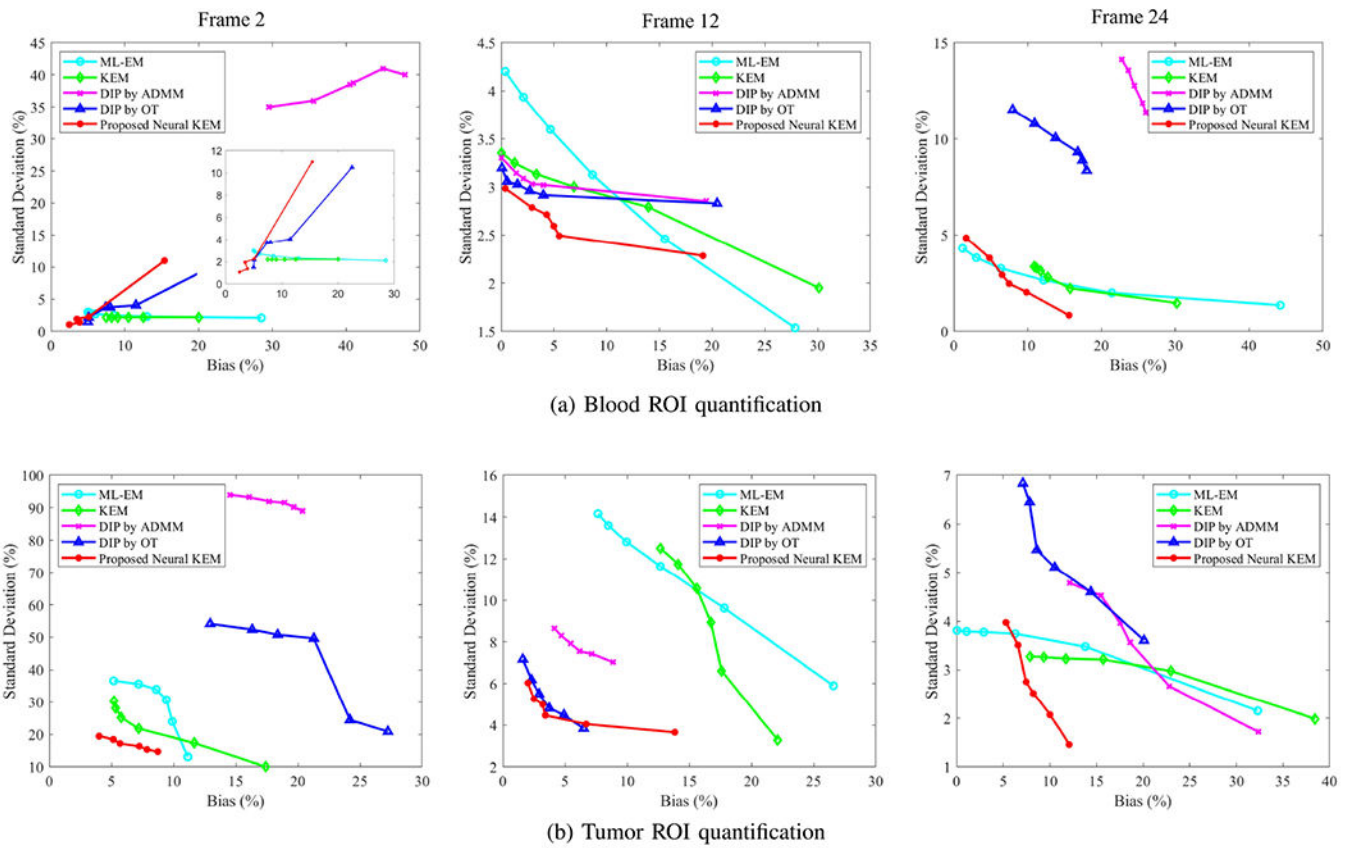 Frame 2
Frame 12
Frame 24
Standard Deviation (%)
45
40
35
30
25
20
15
10
5
0
ML-EM
KEM
DIP by ADMM
DIP by OT
Proposed Neural KEM
12
10
8
6
4
2
0
0 10 20 30
0 10 20 30 40 50
Bias (%)
Standard Deviation (%)
4.5
4
3.5
3
2.5
2
1.5
ML-EM
KEM
DIP by ADMM
DIP by OT
Proposed Neural KEM
0 5 10 15 20 25 30 35
Bias (%)
Standard Deviation (%)
15
10
5
0
ML-EM
KEM
DIP by ADMM
DIP by OT
Proposed Neural KEM
0 10 20 30 40 50
Bias (%)
(a) Blood ROI quantification
Standard Deviation (%)
100
90
80
70
60
50
40
30
20
10
ML-EM
KEM
DIP by ADMM
DIP by OT
Proposed Neural KEM
0 5 10 15 20 25 30
Bias (%)
Standard Deviation (%)
16
14
12
10
8
6
4
2
ML-EM
KEM
DIP by ADMM
DIP by OT
Proposed Neural KEM
0 5 10 15 20 25 30
Bias (%)
Standard Deviation (%)
7
6
5
4
3
2
1
ML-EM
KEM
DIP by ADMM
DIP by OT
Proposed Neural KEM
0 5 10 15 20 25 30 35 40
Bias (%)
(b) Tumor ROI quantification